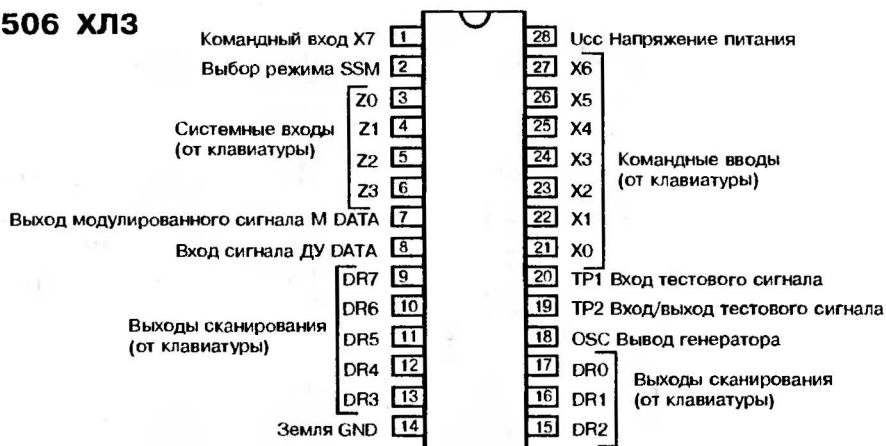 506 ХЛ3
Командный вход X7 1
Выбор режима SSM 2
Z0 3
Системные входы Z1 4
(от клавиатуры)
Z2 5
Z3 6
Выход модулированного сигнала M DATA 7
Вход сигнала ДУ DATA 8
DR7 9
DR6 10
Выходы сканирования
(от клавиатуры)
DR5 11
DR4 12
DR3 13
Земля GND 14
28 Ucc Напряжение питания
27 X6
26 X5
25 X4
24 X3 Командные вводы
(от клавиатуры)
23 X2
22 X1
21 X0
20 TP1 Вход тестового сигнала
19 TP2 Вход/выход тестового сигнала
18 OSC Вывод генератора
17 DR0
Выходы сканирования
16 DR1 (от клавиатуры)
15 DR2